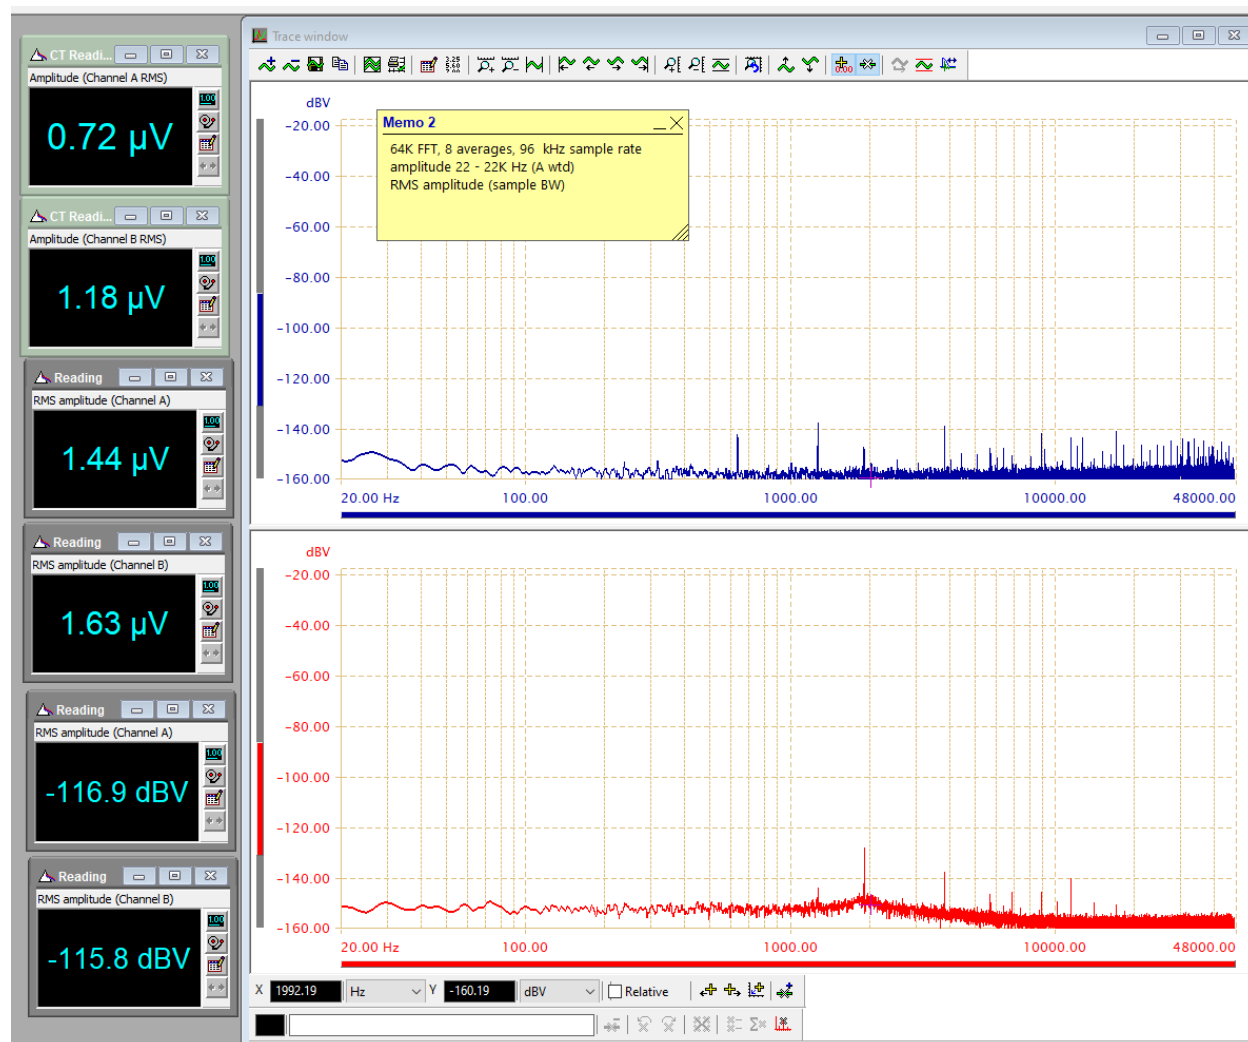 CT Readi...
Amplitude (Channel A RMS)
0.72 µV
CT Readi...
Amplitude (Channel B RMS)
1.18 µV
Reading
RMS amplitude (Channel A)
1.44 µV
Reading
RMS amplitude (Channel B)
1.63 µV
Reading
RMS amplitude (Channel A)
-116.9 dBV
Reading
RMS amplitude (Channel B)
-115.8 dBV
Trace window
dBV
-20.00
-40.00
-60.00
-80.00
-100.00
-120.00
-140.00
-160.00
20.00 Hz 100.00 1000.00 10000.00 48000.00
Memo 2
64K FFT, 8 averages, 96 kHz sample rate
amplitude 22 - 22K Hz (A wtd)
RMS amplitude (sample BW)
dBV
-20.00
-40.00
-60.00
-80.00
-100.00
-120.00
-140.00
-160.00
20.00 Hz 100.00 1000.00 10000.00 48000.00
X 1992.19 Hz Y -160.19 dBV Relative